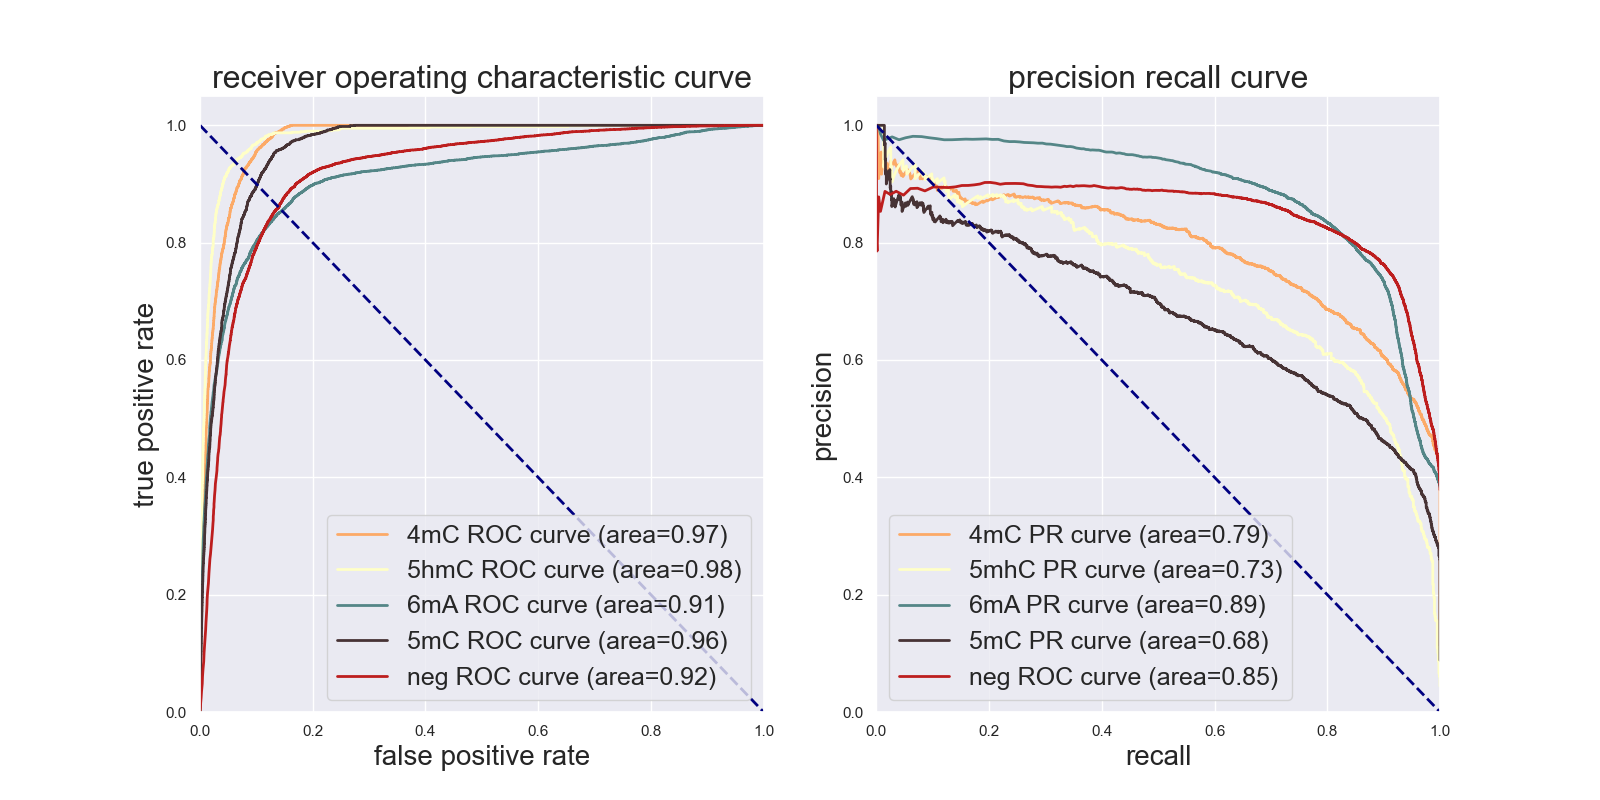 receiver operating characteristic curve
1.0
0.8
0.6
0.4
0.2
0.0
true positive rate
4mC ROC curve (area=0.97)
5hmC ROC curve (area=0.98)
6mA ROC curve (area=0.91)
5mC ROC curve (area=0.96)
neg ROC curve (area=0.92)
0.0 0.2 0.4 0.6 0.8 1.0
false positive rate
precision recall curve
1.0
0.8
0.6
0.4
0.2
0.0
precision
4mC PR curve (area=0.79)
5mhC PR curve (area=0.73)
6mA PR curve (area=0.89)
5mC PR curve (area=0.68)
neg ROC curve (area=0.85)
0.0 0.2 0.4 0.6 0.8 1.0
recall